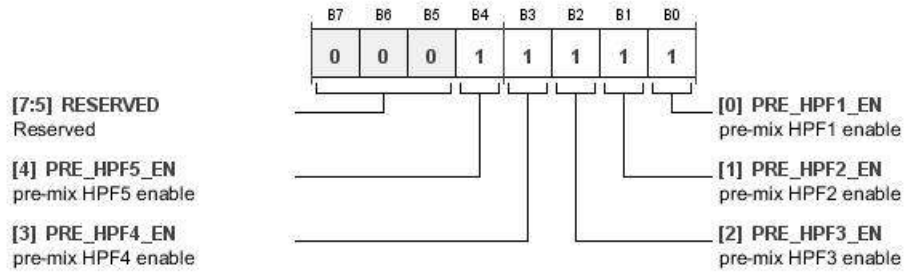 B7 B6 B5 B4 B3 B2 B1 B0
0 0 0 1 1 1 1 1
[7:5] RESERVED
Reserved
[0] PRE_HPF1_EN
pre-mix HPF1 enable
[4] PRE_HPF5_EN
pre-mix HPF5 enable
[1] PRE_HPF2_EN
pre-mix HPF2 enable
[3] PRE_HPF4_EN
pre-mix HPF4 enable
[2] PRE_HPF3_EN
pre-mix HPF3 enable